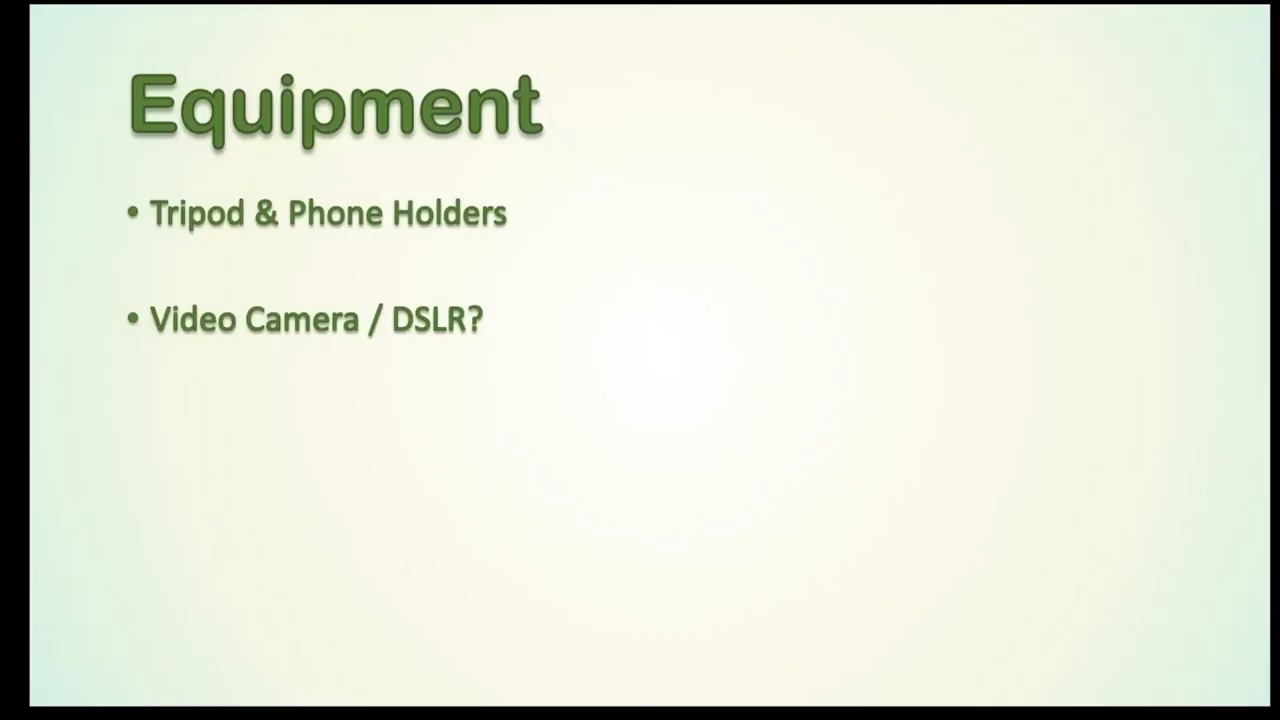 Equipment
• Tripod & Phone Holders
• Video Camera / DSLR?